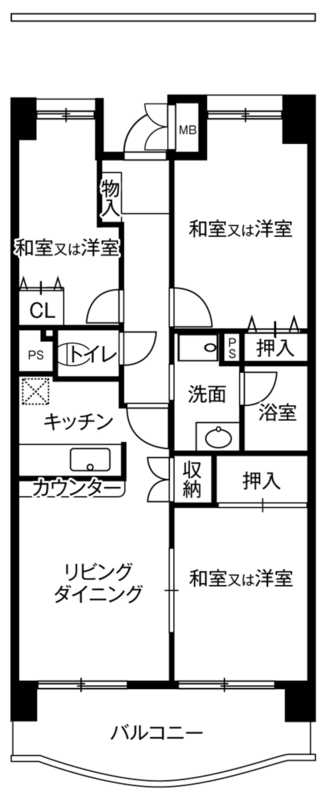 MB
物入
和室又は洋室
和室又は洋室
CL
PS
トイレ
PS
押入
洗面
浴室
キッチン
カウンター
収納
押入
リビング
ダイニング
和室又は洋室
バルコニー